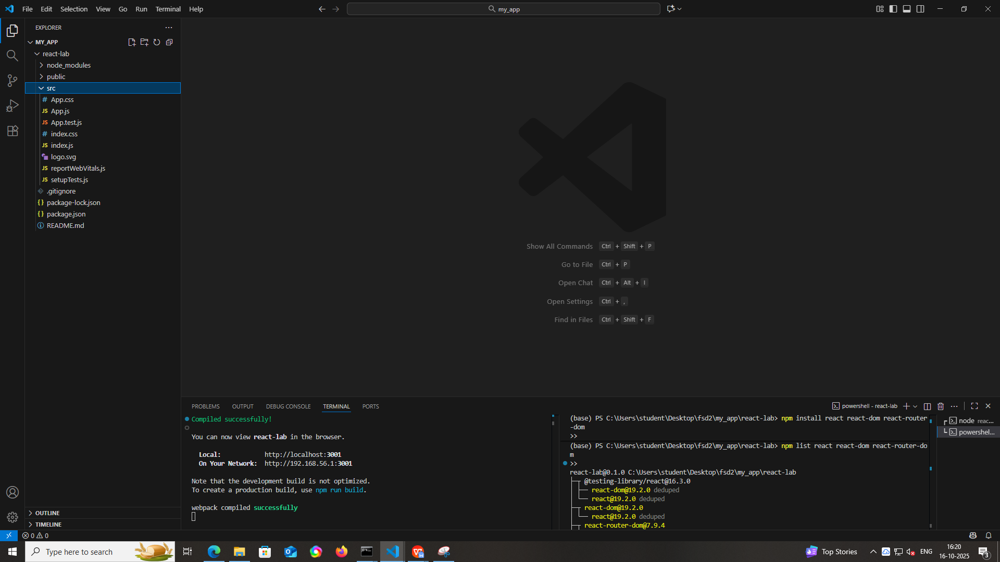 File Edit Selection View Go Run Terminal Help
my_app
EXPLORER
MY_APP
react-lab
node_modules
public
src
# App.css
JS App.js
JS App.test.js
# index.css
JS index.js
logo.svg
JS reportWebVitals.js
JS setupTests.js
.gitignore
{} package-lock.json
{} package.json
README.md
OUTLINE
TIMELINE
Show All Commands Ctrl + Shift + P
Go to File Ctrl + P
Open Chat Ctrl + Alt + I
Open Settings Ctrl + ,
Find in Files Ctrl + Shift + F
PROBLEMS OUTPUT DEBUG CONSOLE TERMINAL PORTS
powershell - react-lab
Compiled successfully!
You can now view react-lab in the browser.
Local: http://localhost:3001
On Your Network: http://192.168.56.1:3001
Note that the development build is not optimized.
To create a production build, use npm run build.
webpack compiled successfully
(base) PS C:\Users\student\Desktop\fsd2\my_app\react-lab> npm install react react-dom react-router
-dom
>>
(base) PS C:\Users\student\Desktop\fsd2\my_app\react-lab> npm list react react-dom react-router-do
m
>>
react-lab@0.1.0 C:\Users\student\Desktop\fsd2\my_app\react-lab
@testing-library/react@16.3.0
react-dom@19.2.0 deduped
react@19.2.0 deduped
react-dom@19.2.0
react@19.2.0 deduped
react-router-dom@7.9.4
node reac...
powershel...
0 0
Type here to search
Top Stories
ENG
16:20
16-10-2025
3